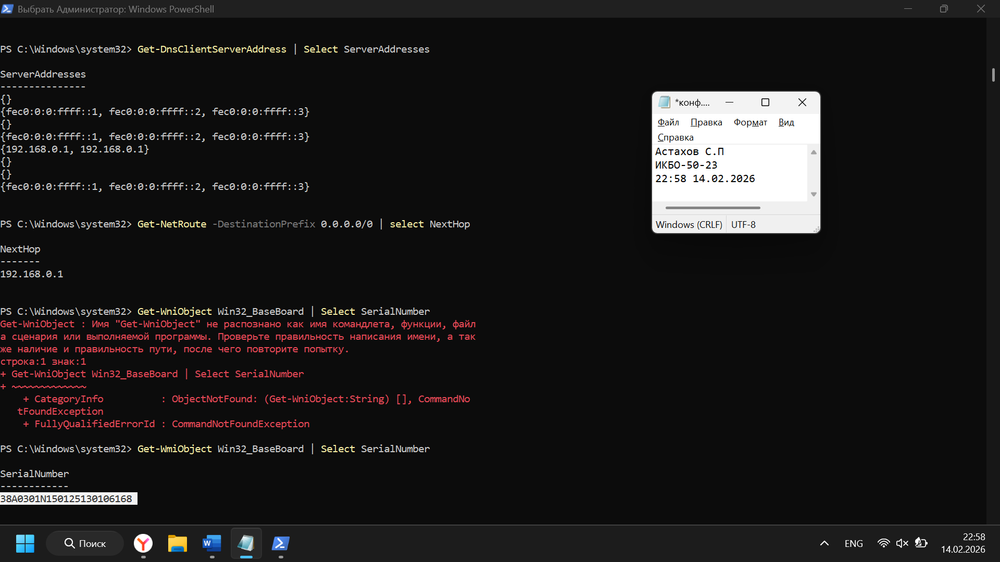 Выбрать Администратор: Windows PowerShell
PS C:\Windows\system32> Get-DnsClientServerAddress | Select ServerAddresses
ServerAddresses
---------------
{}
{fec0:0:0:ffff::1, fec0:0:0:ffff::2, fec0:0:0:ffff::3}
{}
{fec0:0:0:ffff::1, fec0:0:0:ffff::2, fec0:0:0:ffff::3}
{192.168.0.1, 192.168.0.1}
{}
{}
{fec0:0:0:ffff::1, fec0:0:0:ffff::2, fec0:0:0:ffff::3}
PS C:\Windows\system32> Get-NetRoute -DestinationPrefix 0.0.0.0/0 | select NextHop
NextHop
-------
192.168.0.1
PS C:\Windows\system32> Get-WniObject Win32_BaseBoard | Select SerialNumber
Get-WniObject : Имя "Get-WniObject" не распознано как имя командлета, функции, файл
а сценария или выполняемой программы. Проверьте правильность написания имени, а так
же наличие и правильность пути, после чего повторите попытку.
строка:1 знак:1
+ Get-WniObject Win32_BaseBoard | Select SerialNumber
+ ~~~~~~~~~~~~~
    + CategoryInfo          : ObjectNotFound: (Get-WniObject:String) [], CommandNo
   tFoundException
    + FullyQualifiedErrorId : CommandNotFoundException
PS C:\Windows\system32> Get-WmiObject Win32_BaseBoard | Select SerialNumber
SerialNumber
------------
38A0301N150125130106168
*конф....
Файл Правка Формат Вид
Справка
Астахов С.П
ИКБО-50-23
22:58 14.02.2026
Windows (CRLF) UTF-8
Поиск
ENG
22:58
14.02.2026